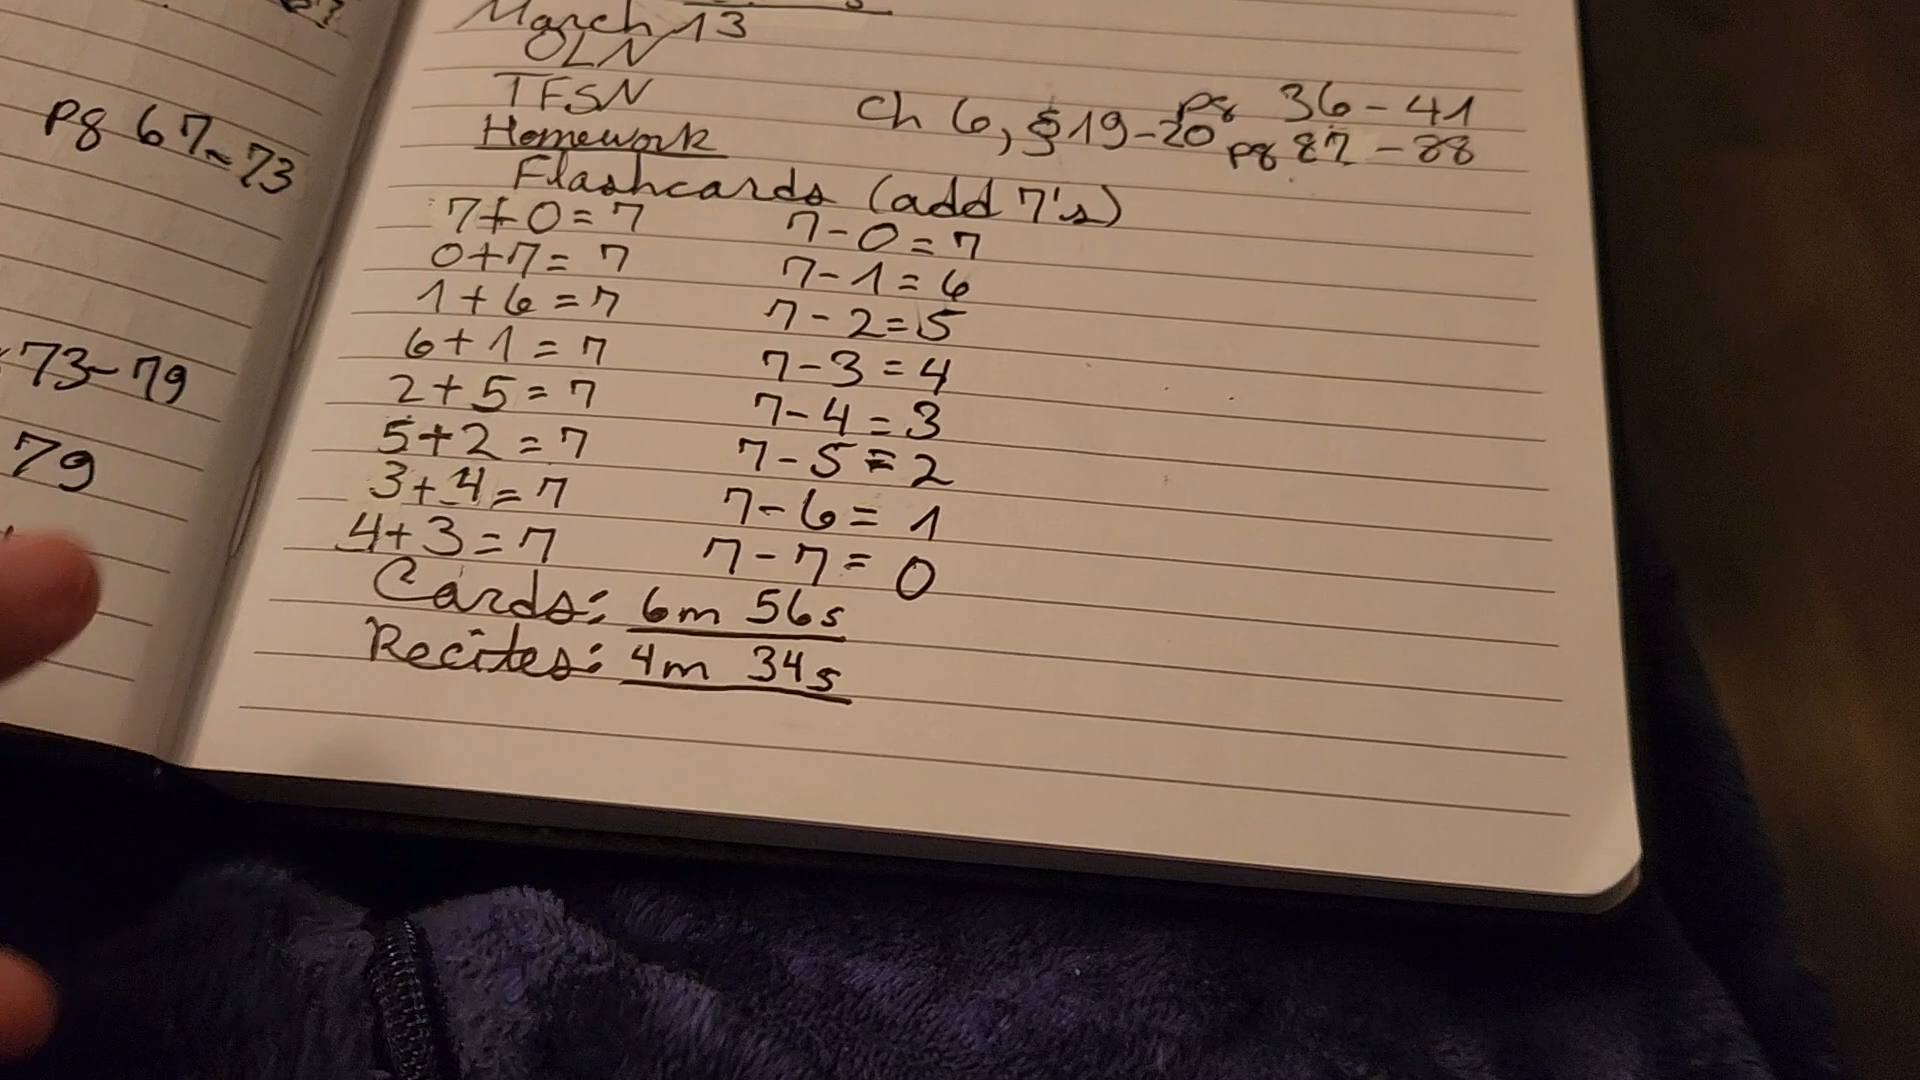 pg 67-73
73-79
79
March 13
OLN pg 36-41
TFSN Ch 6, §19-20 pg 87-88
Homework
Flashcards (add 7's)
7+0=7 7-0=7
0+7=7 7-1=6
1+6=7 7-2=5
6+1=7 7-3=4
2+5=7 7-4=3
5+2=7 7-5=2
3+4=7 7-6=1
4+3=7 7-7=0
Cards: 6m 56s
Recites: 4m 34s